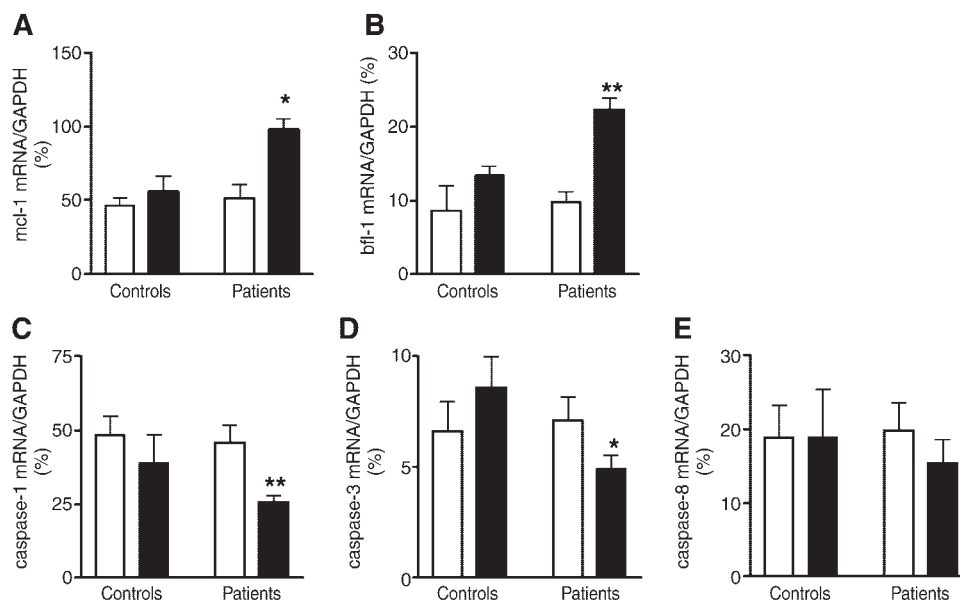 A
mcl-1 mRNA/GAPDH
(%)
150
100
50
0
*
Controls
Patients
B
bfl-1 mRNA/GAPDH (%)
30
20
10
0
**
Controls
Patients
C
caspase-1 mRNA/GAPDH
(%)
75
50
25
0
**
Controls
Patients
D
caspase-3 mRNA/GAPDH
(%)
10
5
0
*
Controls
Patients
E
caspase-8 mRNA/GAPDH
(%)
30
20
10
0
Controls
Patients